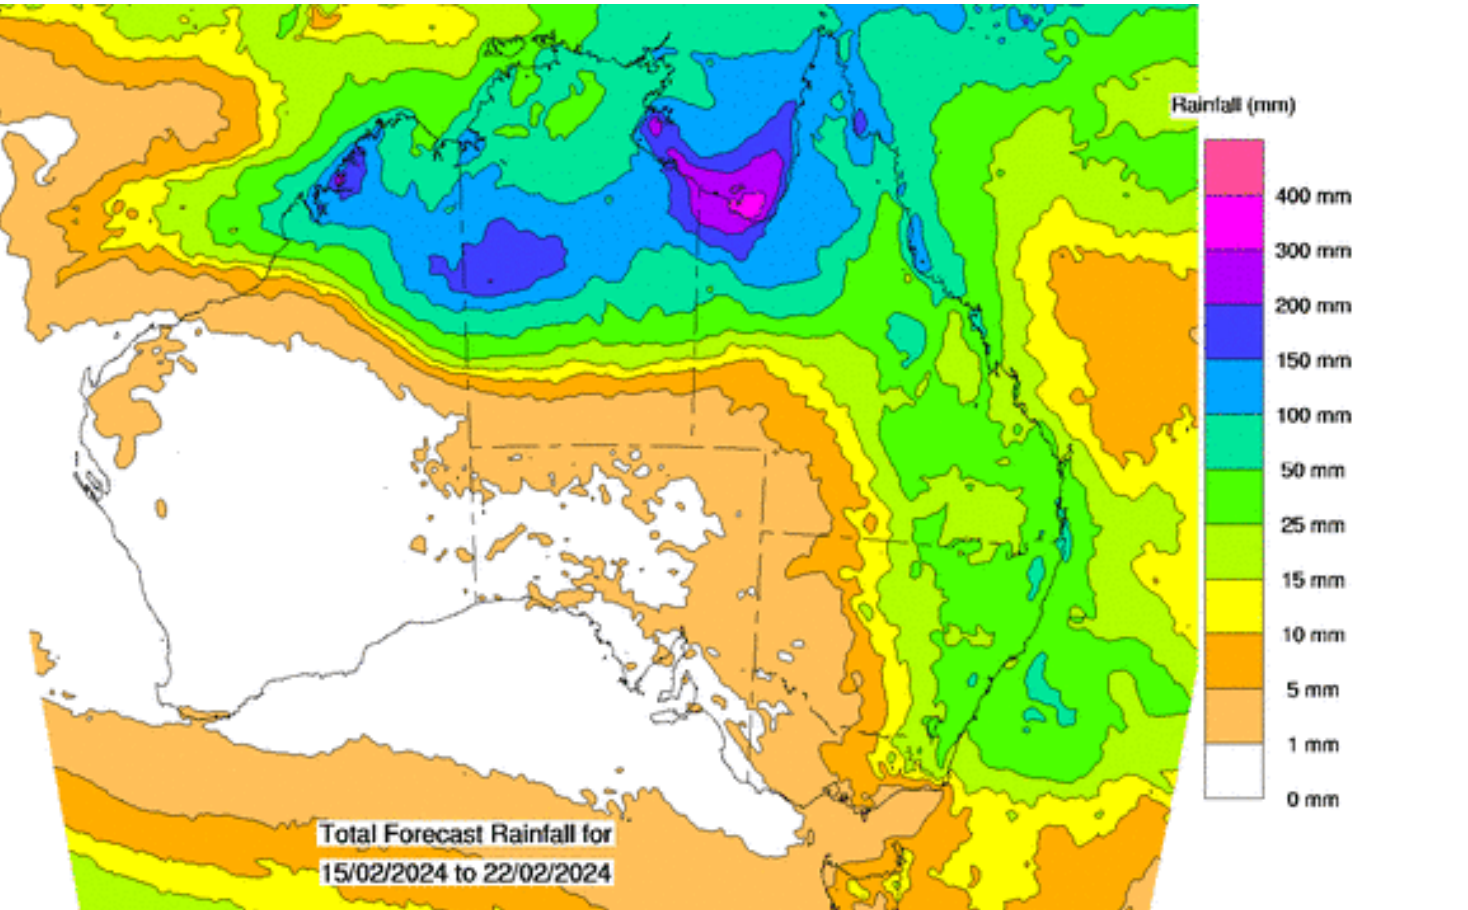 Rainfall (mm)
400 mm
300 mm
200 mm
150 mm
100 mm
50 mm
25 mm
15 mm
10 mm
5 mm
1 mm
0 mm
Total Forecast Rainfall for
15/02/2024 to 22/02/2024